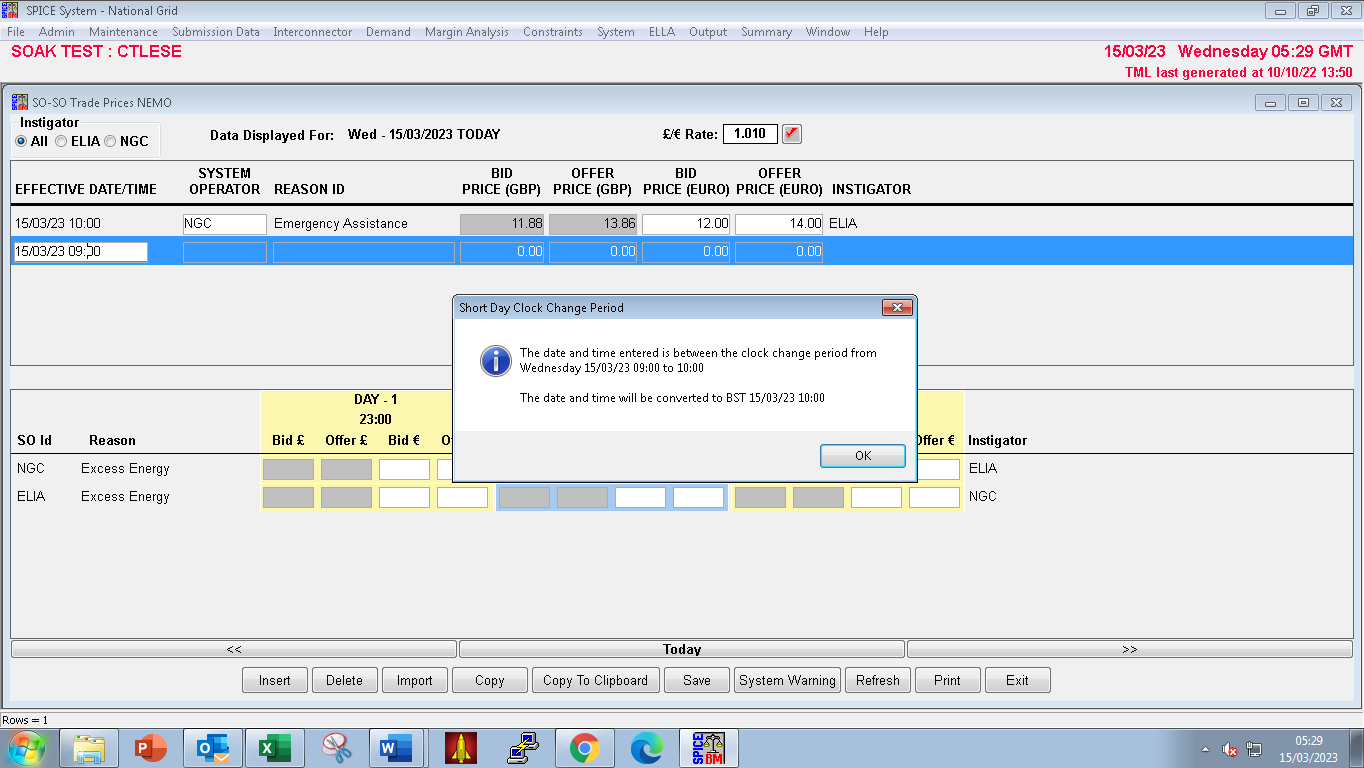 SPICE System - National Grid
File Admin Maintenance Submission Data Interconnector Demand Margin Analysis Constraints System ELLA Output Summary Window Help
SOAK TEST : CTLESE 15/03/23 Wednesday 05:29 GMT
TML last generated at 10/10/22 13:50
SO-SO Trade Prices NEMO
Instigator
All ELIA NGC Data Displayed For: Wed - 15/03/2023 TODAY £/€ Rate: 1.010
SYSTEM BID OFFER BID OFFER
EFFECTIVE DATE/TIME OPERATOR REASON ID PRICE (GBP) PRICE (GBP) PRICE (EURO) PRICE (EURO) INSTIGATOR
15/03/23 10:00 NGC Emergency Assistance 11.88 13.86 12.00 14.00 ELIA
15/03/23 09:00 0.00 0.00 0.00 0.00
Short Day Clock Change Period
The date and time entered is between the clock change period from
Wednesday 15/03/23 09:00 to 10:00
The date and time will be converted to BST 15/03/23 10:00
OK
DAY - 1
23:00
SO Id Reason Bid £ Offer £ Bid € Offer € Instigator
NGC Excess Energy ELIA
ELIA Excess Energy NGC
<< Today >>
Insert Delete Import Copy Copy To Clipboard Save System Warning Refresh Print Exit
Rows = 1
SPICE
BM
05:29
15/03/2023